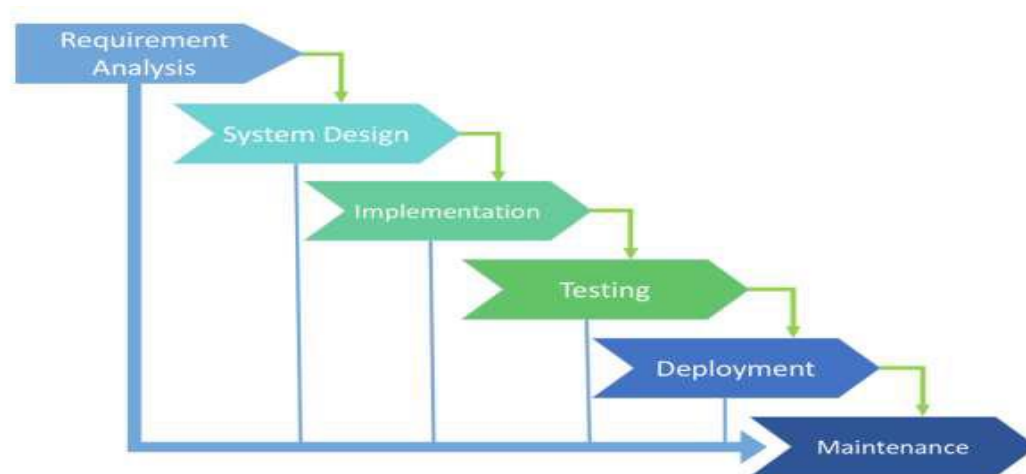 Requirement
Analysis
System Design
Implementation
Testing
Deployment
Maintenance